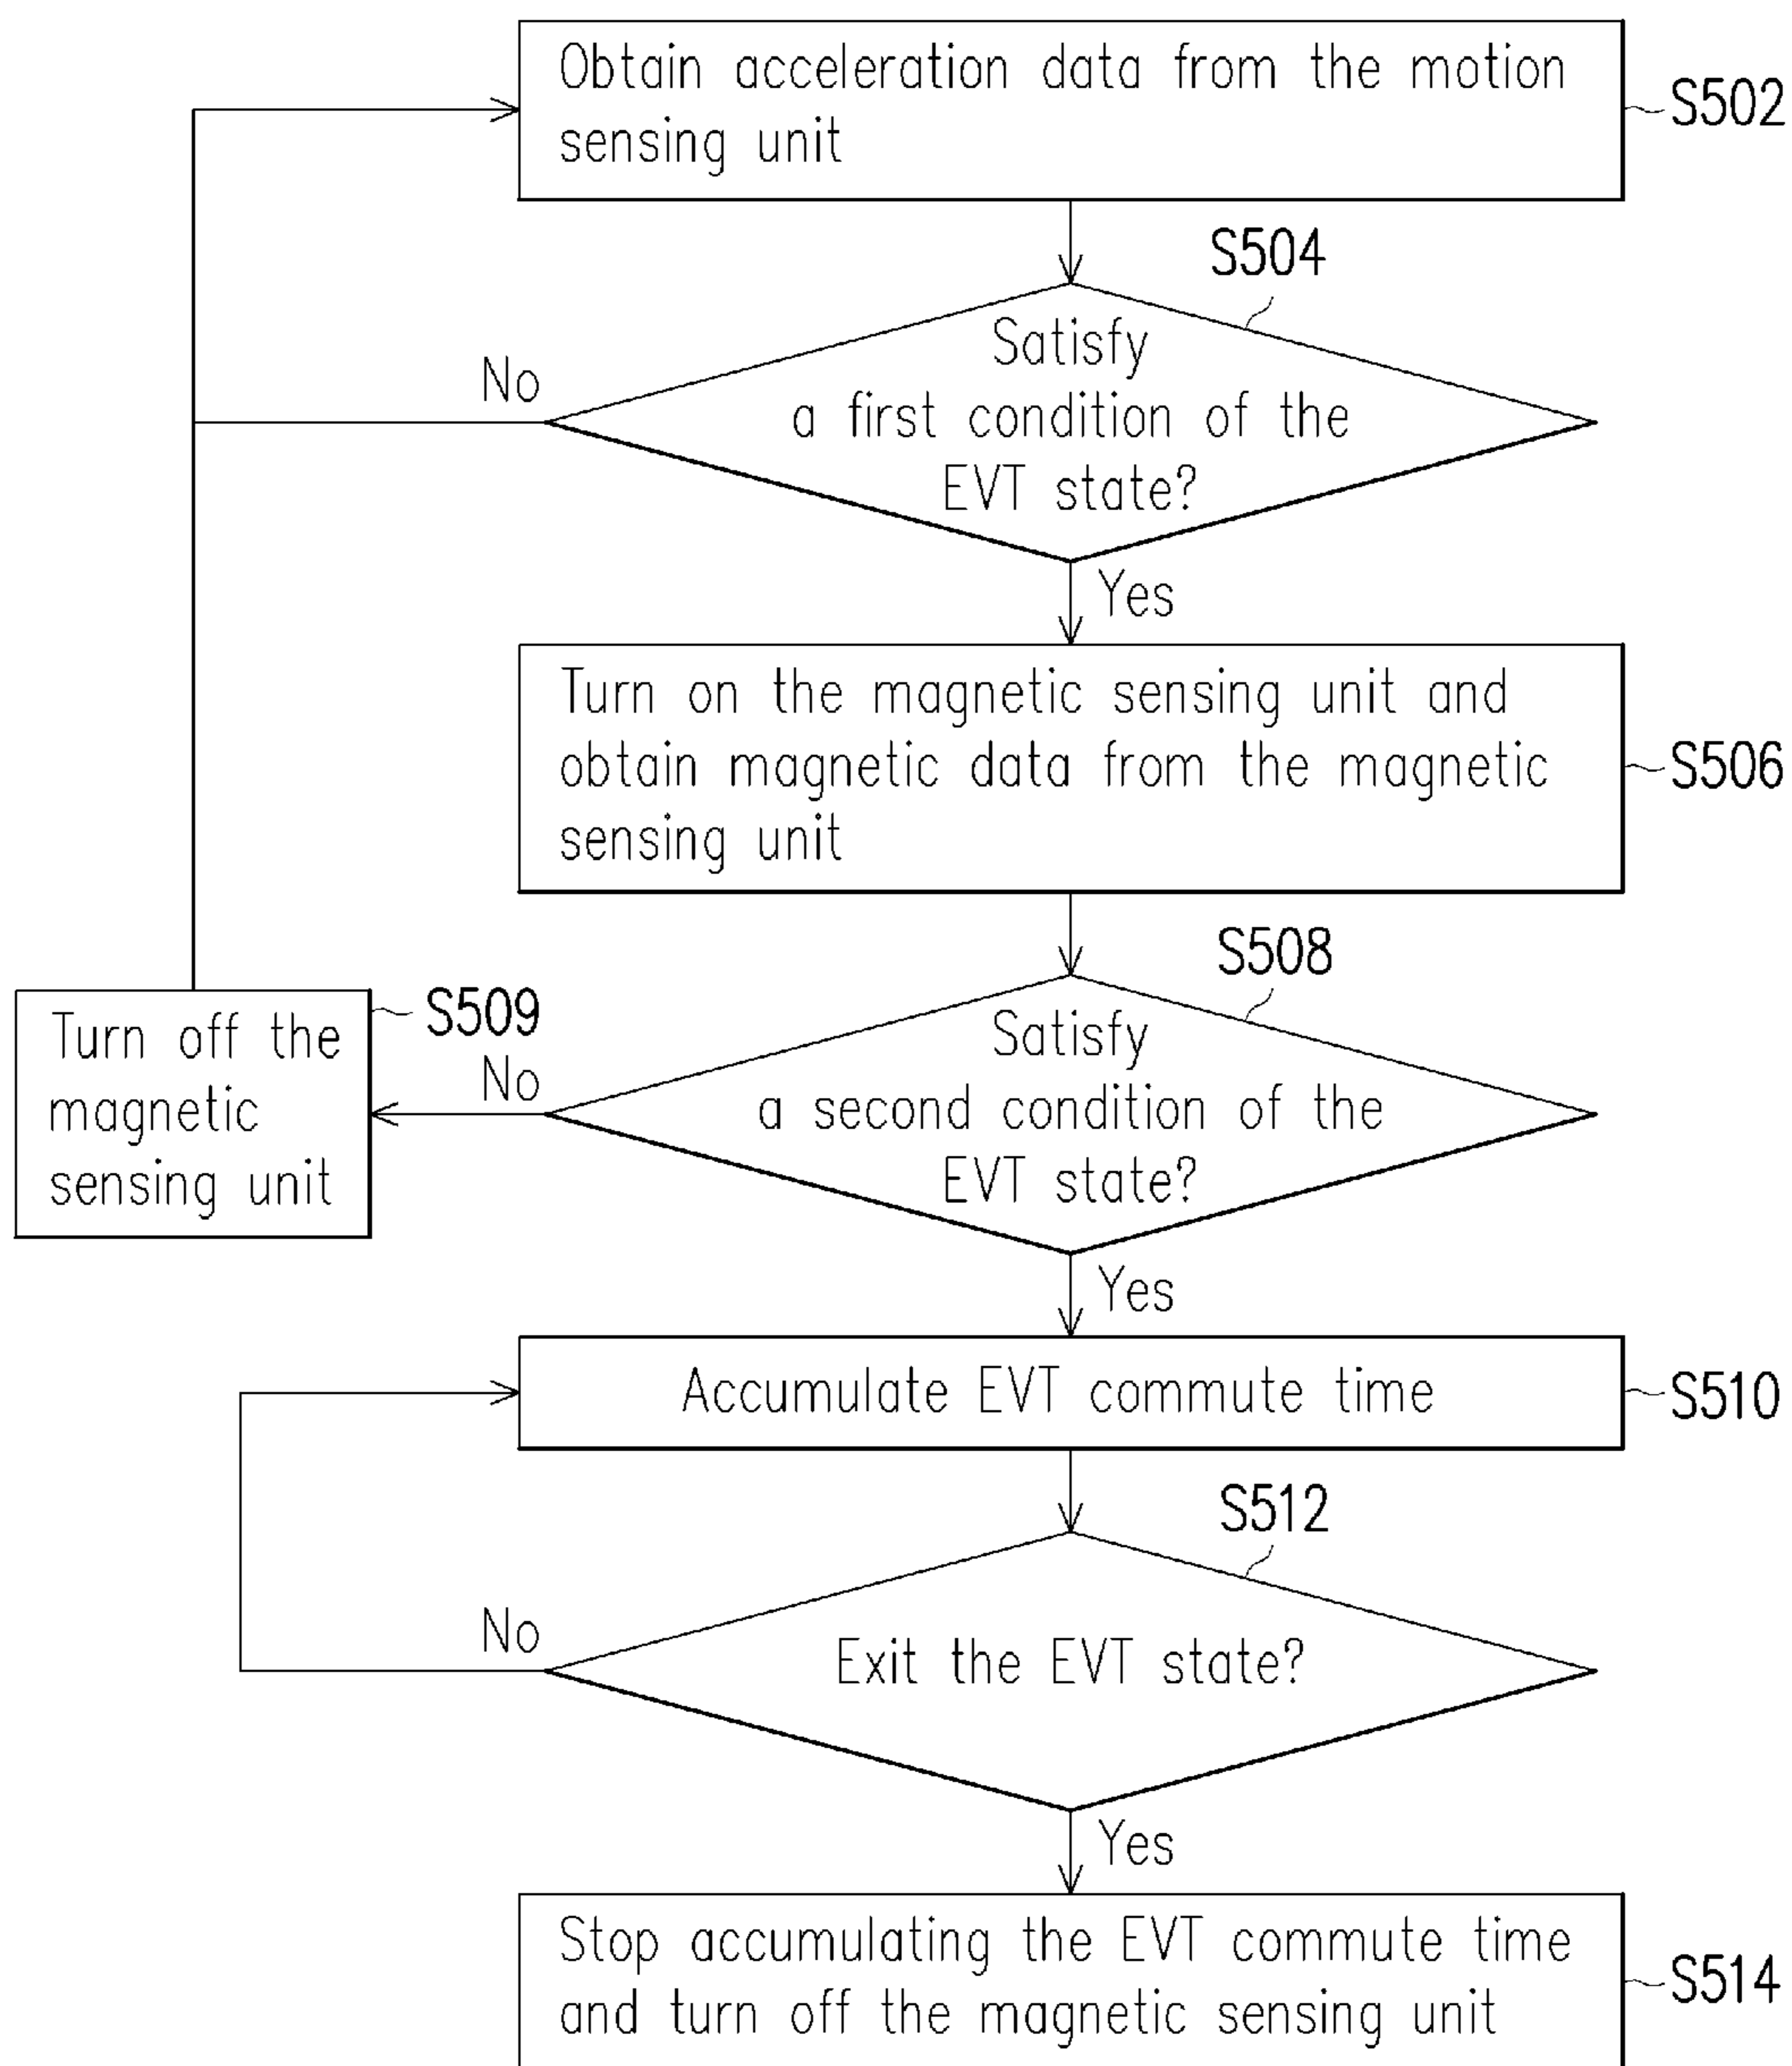 Obtain acceleration data from the motion
sensing unit
S502
S504
Satisfy
a first condition of the
EVT state?
No
Yes
Turn on the magnetic sensing unit and
obtain magnetic data from the magnetic
sensing unit
S506
S508
Satisfy
a second condition of the
EVT state?
No
S509
Turn off the
magnetic
sensing unit
Yes
Accumulate EVT commute time
S510
S512
Exit the EVT state?
No
Yes
Stop accumulating the EVT commute time
and turn off the magnetic sensing unit
S514